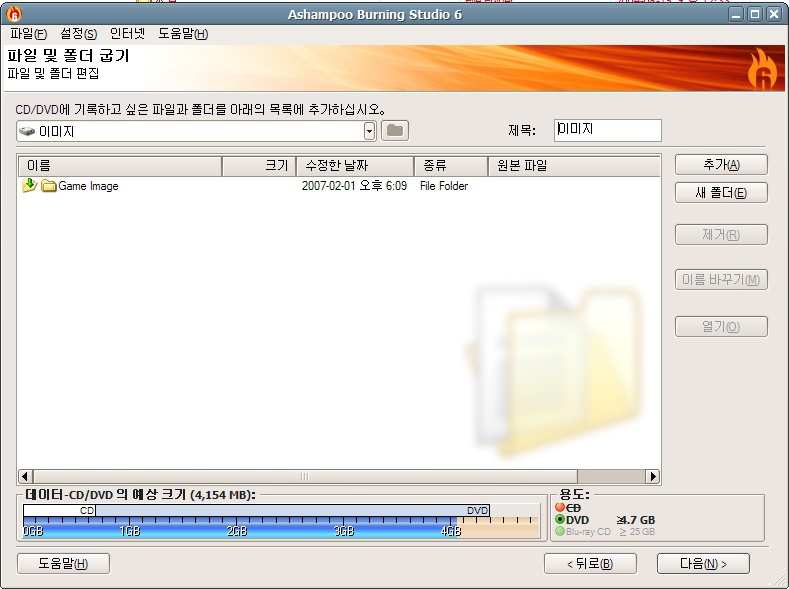 Ashampoo Burning Studio 6
파일(F) 설정(S) 인터넷 도움말(H)
파일 및 폴더 굽기
파일 및 폴더 편집
CD/DVD에 기록하고 싶은 파일과 폴더를 아래의 목록에 추가하십시오.
이미지 제목: 이미지
이름 크기 수정한 날짜 종류 원본 파일
Game Image 2007-02-01 오후 6:09 File Folder
추가(A)
새 폴더(E)
제거(R)
이름 바꾸기(M)
열기(O)
데이터-CD/DVD 의 예상 크기 (4,154 MB):
CD DVD
0GB 1GB 2GB 3GB 4GB
용도:
CD
DVD ≥4.7 GB
Blu-ray CD ≥ 25 GB
도움말(H) < 뒤로(B) 다음(N) >